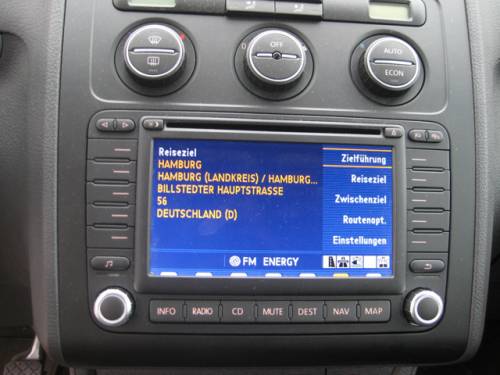 OFF
AUTO
ECON
0
Reiseziel
HAMBURG
HAMBURG (LANDKREIS) / HAMBURG...
BILLSTEDTER HAUPTSTRASSE
56
DEUTSCHLAND (D)
Zielführung
Reiseziel
Zwischenziel
Routenopt.
Einstellungen
FM ENERGY
INFO RADIO CD MUTE DEST NAV MAP